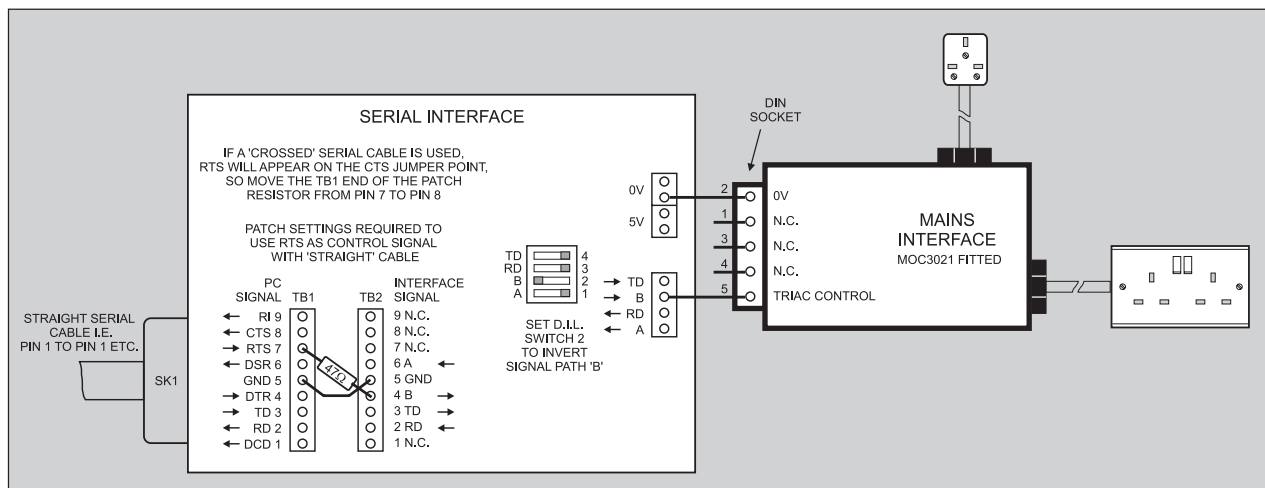 SERIAL INTERFACE
IF A 'CROSSED' SERIAL CABLE IS USED,
RTS WILL APPEAR ON THE CTS JUMPER POINT,
SO MOVE THE TB1 END OF THE PATCH
RESISTOR FROM PIN 7 TO PIN 8
PATCH SETTINGS REQUIRED TO
USE RTS AS CONTROL SIGNAL
WITH 'STRAIGHT' CABLE
PC
SIGNAL
TB1
TB2
INTERFACE
SIGNAL
RI 9
CTS 8
RTS 7
DSR 6
GND 5
DTR 4
TD 3
RD 2
DCD 1
47Ω
9 N.C.
8 N.C.
7 N.C.
6 A
5 GND
4 B
3 TD
2 RD
1 N.C.
STRAIGHT SERIAL
CABLE I.E.
PIN 1 TO PIN 1 ETC.
SK1
TD 4
RD 3
B 2
A 1
SET D.I.L.
SWITCH 2
TO INVERT
SIGNAL PATH 'B'
0V
5V
TD
B
RD
A
DIN
SOCKET
2 0V
1 N.C.
3 N.C.
4 N.C.
5 TRIAC CONTROL
MAINS
INTERFACE
MOC3021 FITTED